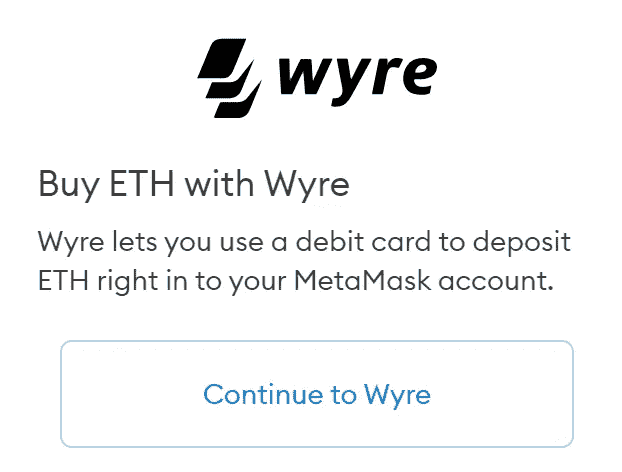 wyre
Buy ETH with Wyre
Wyre lets you use a debit card to deposit
ETH right in to your MetaMask account.
Continue to Wyre